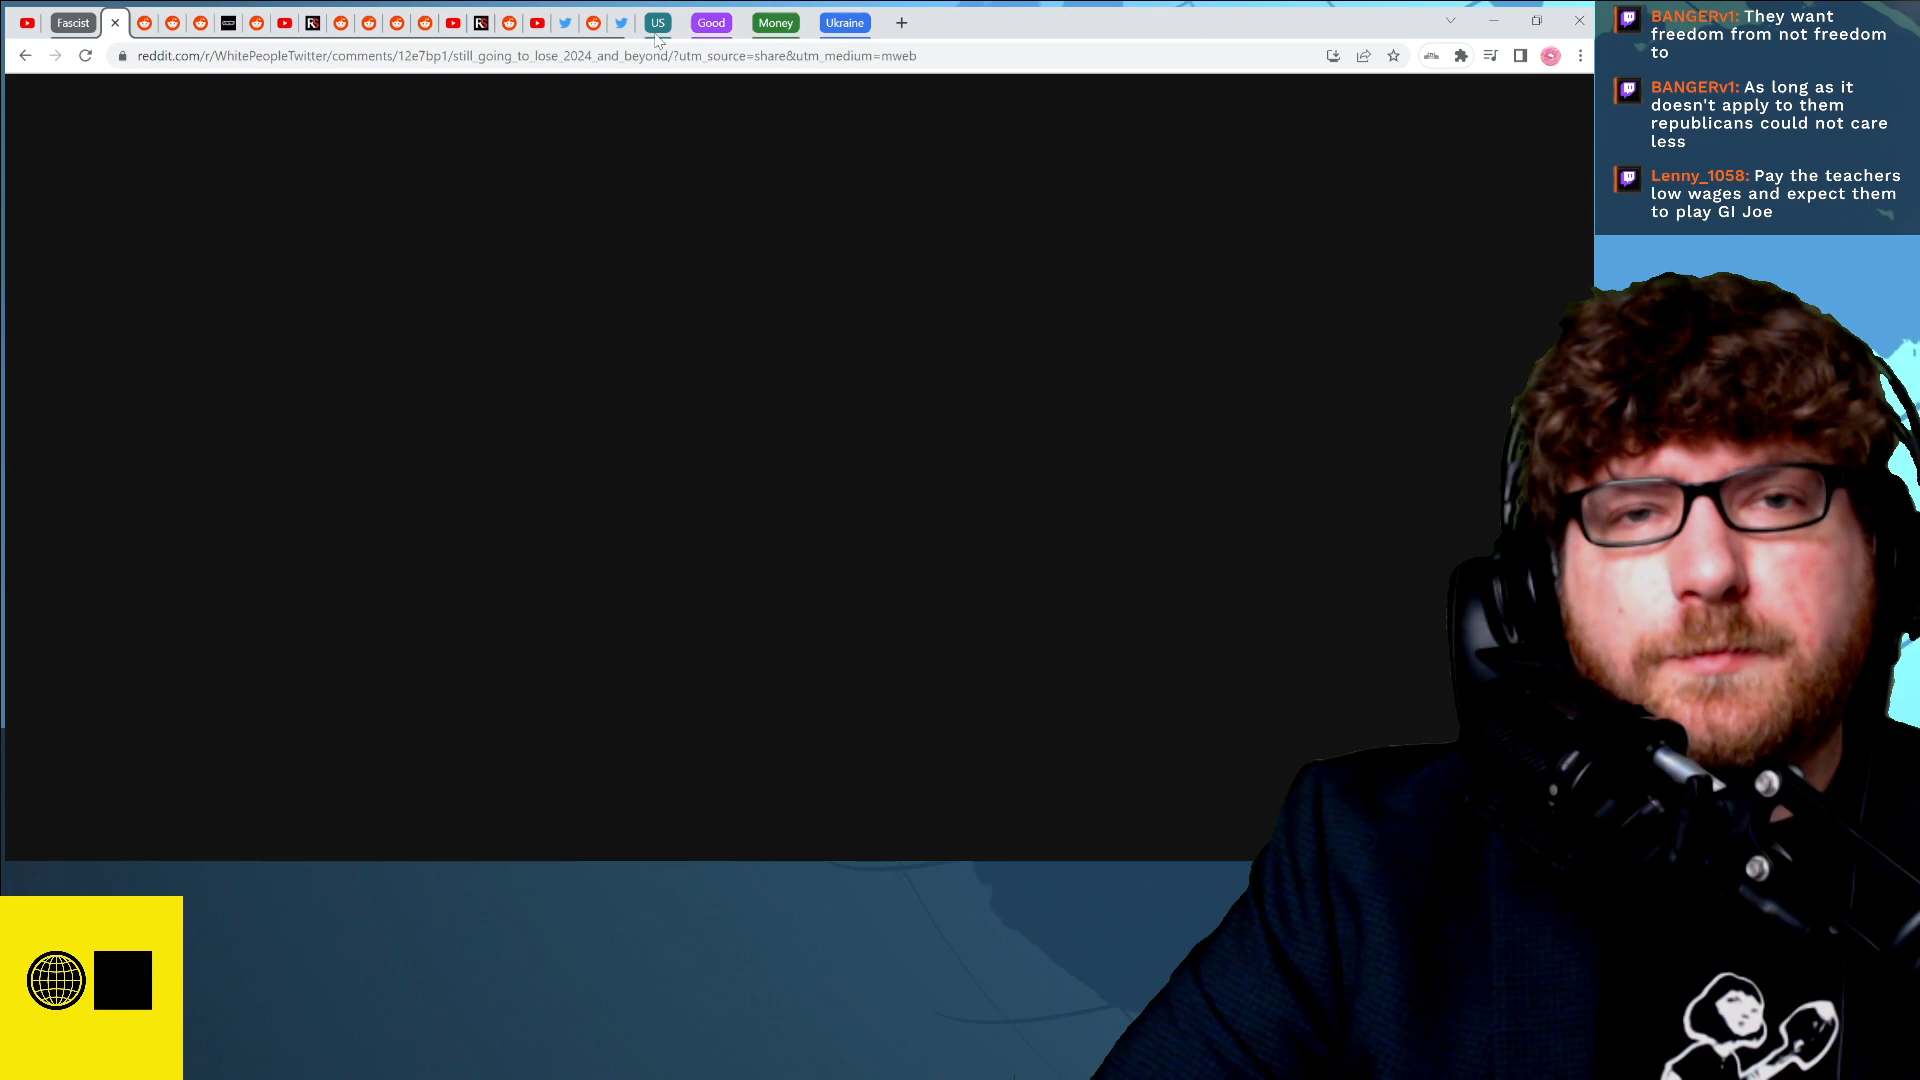 Fascist
US
Good
Money
Ukraine
reddit.com/r/WhitePeopleTwitter/comments/12e7bp1/still_going_to_lose_2024_and_beyond/?utm_source=share&utm_medium=mweb
BANGERv1: They want
freedom from not freedom
to
BANGERv1: As long as it
doesn't apply to them
republicans could not care
less
Lenny_1058: Pay the teachers
low wages and expect them
to play GI Joe